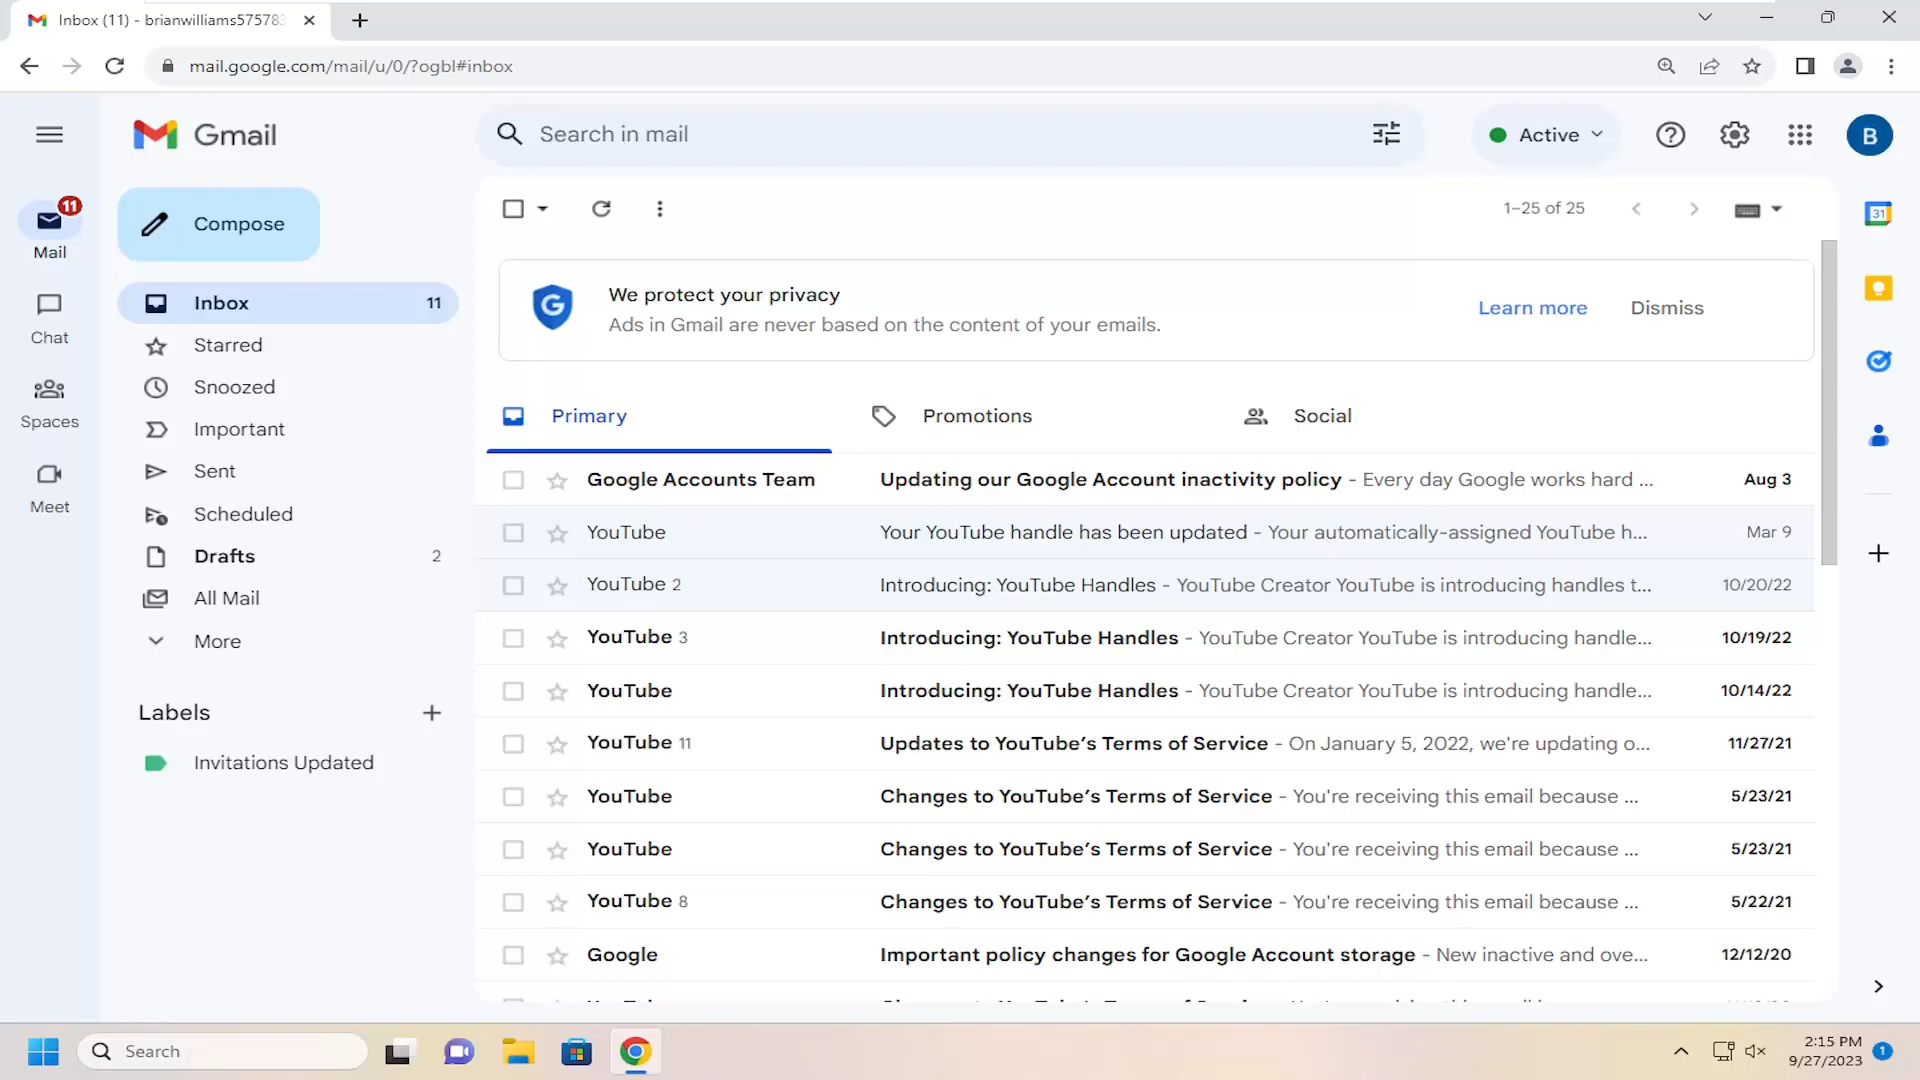 Inbox (11) - brianwilliams57578
mail.google.com/mail/u/0/?ogbl#inbox
Gmail
Search in mail
Active
B
11
Mail
Chat
Spaces
Meet
Compose
Inbox 11
Starred
Snoozed
Important
Sent
Scheduled
Drafts 2
All Mail
More
Labels
Invitations Updated
1–25 of 25
31
G
We protect your privacy
Ads in Gmail are never based on the content of your emails.
Learn more
Dismiss
Primary
Promotions
Social
Google Accounts Team Updating our Google Account inactivity policy - Every day Google works hard ... Aug 3
YouTube Your YouTube handle has been updated - Your automatically-assigned YouTube h... Mar 9
YouTube 2 Introducing: YouTube Handles - YouTube Creator YouTube is introducing handles t... 10/20/22
YouTube 3 Introducing: YouTube Handles - YouTube Creator YouTube is introducing handle... 10/19/22
YouTube Introducing: YouTube Handles - YouTube Creator YouTube is introducing handle... 10/14/22
YouTube 11 Updates to YouTube's Terms of Service - On January 5, 2022, we're updating o... 11/27/21
YouTube Changes to YouTube's Terms of Service - You're receiving this email because ... 5/23/21
YouTube Changes to YouTube's Terms of Service - You're receiving this email because ... 5/23/21
YouTube 8 Changes to YouTube's Terms of Service - You're receiving this email because ... 5/22/21
Google Important policy changes for Google Account storage - New inactive and ove... 12/12/20
Search
2:15 PM
9/27/2023
1